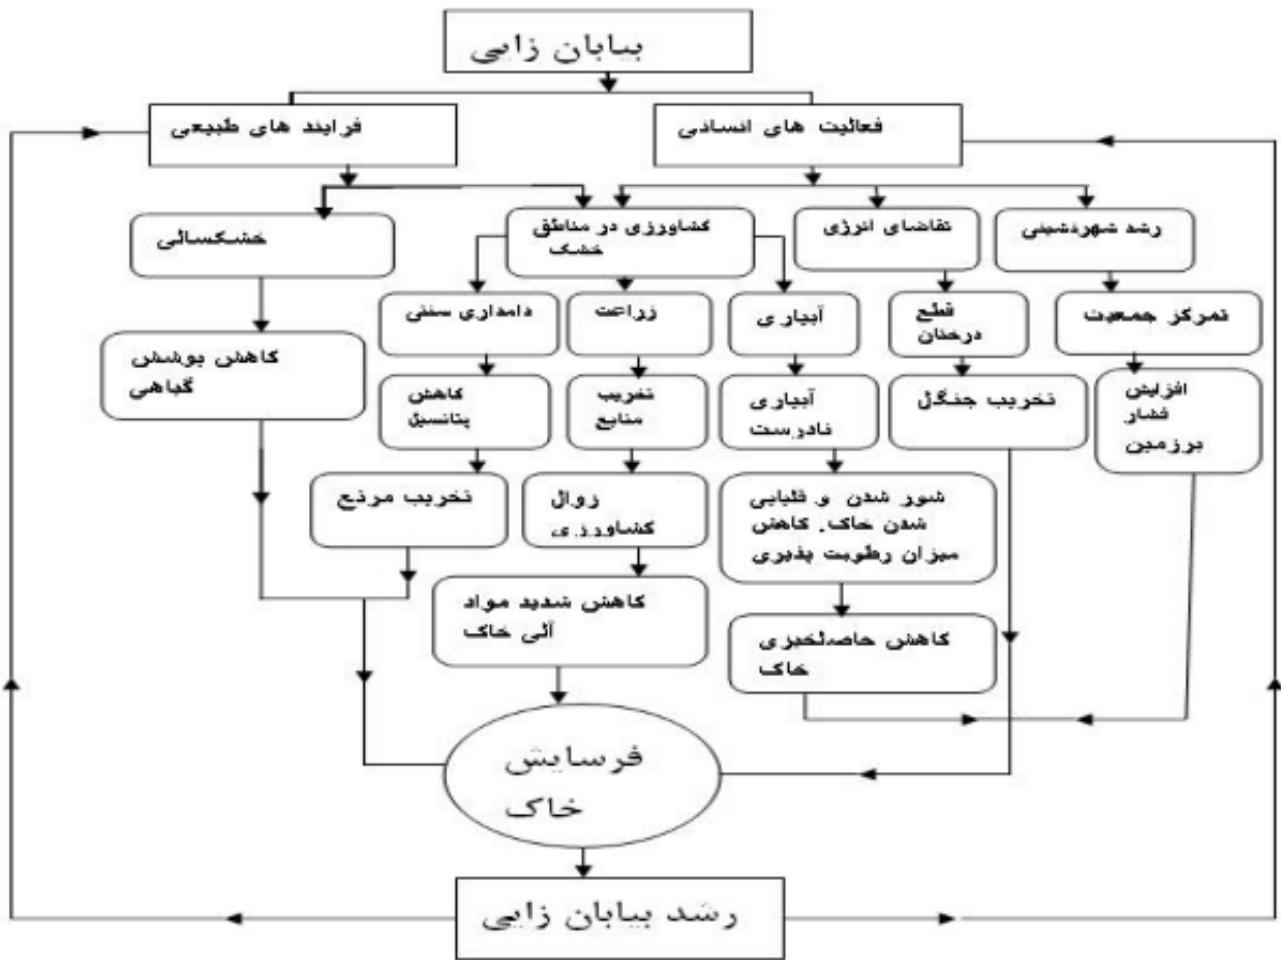 بیابان زایی
فعالیت های انسانی
فرایند های طبیعی
رشد شهرنشینی
تقاضای انرژی
کشاورزی در مناطق
خشک
خشکسالی
تمرکز جمعیت
قطع
درختان
آبیاری
زراعت
دامداری سنتی
کاهش پوشش
گیاهی
افزایش
فشار
برزمین
تخریب جنگل
آبیاری
نادرست
تخریب
منابع
کاهش
پتانسیل
شور شدن و قلیایی
شدن خاک، کاهش
میزان رطوبت پذیری
زوال
کشاورزی
تخریب مرتع
کاهش شدید مواد
آلی خاک
کاهش حاصلخیزی
خاک
فرسایش
خاک
رشد بیابان زایی